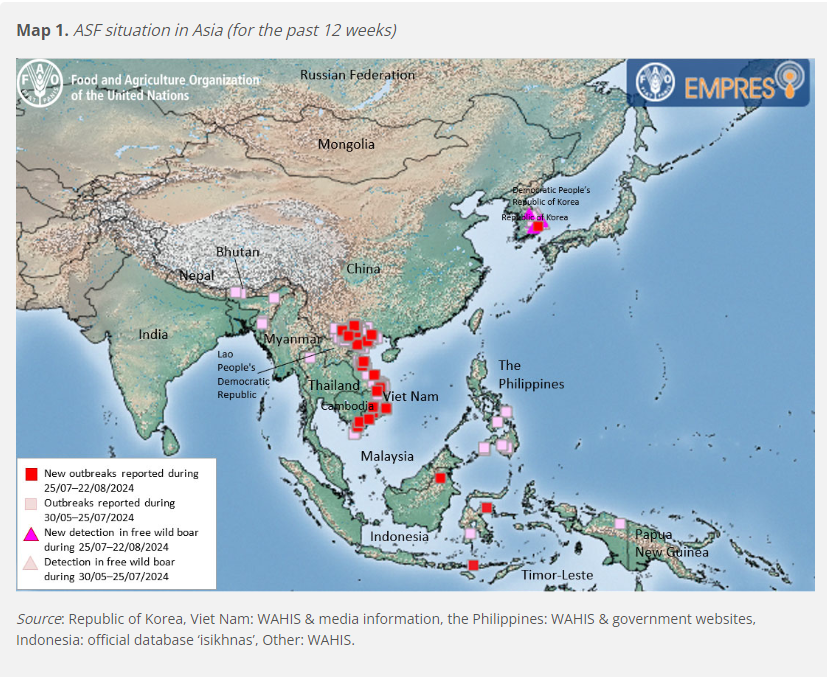 Map 1. ASF situation in Asia (for the past 12 weeks)
FAO
FIAT PANIS
Food and Agriculture Organization
of the United Nations
Russian Federation
EMPRES
Mongolia
Democratic People's
Republic of Korea
Republic of Korea
Bhutan
Nepal
China
India
Myanmar
Lao
People's
Democratic
Republic
Thailand
Viet Nam
Cambodia
The
Philippines
Malaysia
Indonesia
Papua
New Guinea
Timor-Leste
New outbreaks reported during
25/07–22/08/2024
Outbreaks reported during
30/05–25/07/2024
New detection in free wild boar
during 25/07–22/08/2024
Detection in free wild boar
during 30/05–25/07/2024
Source: Republic of Korea, Viet Nam: WAHIS & media information, the Philippines: WAHIS & government websites,
Indonesia: official database ‘isikhnas’, Other: WAHIS.